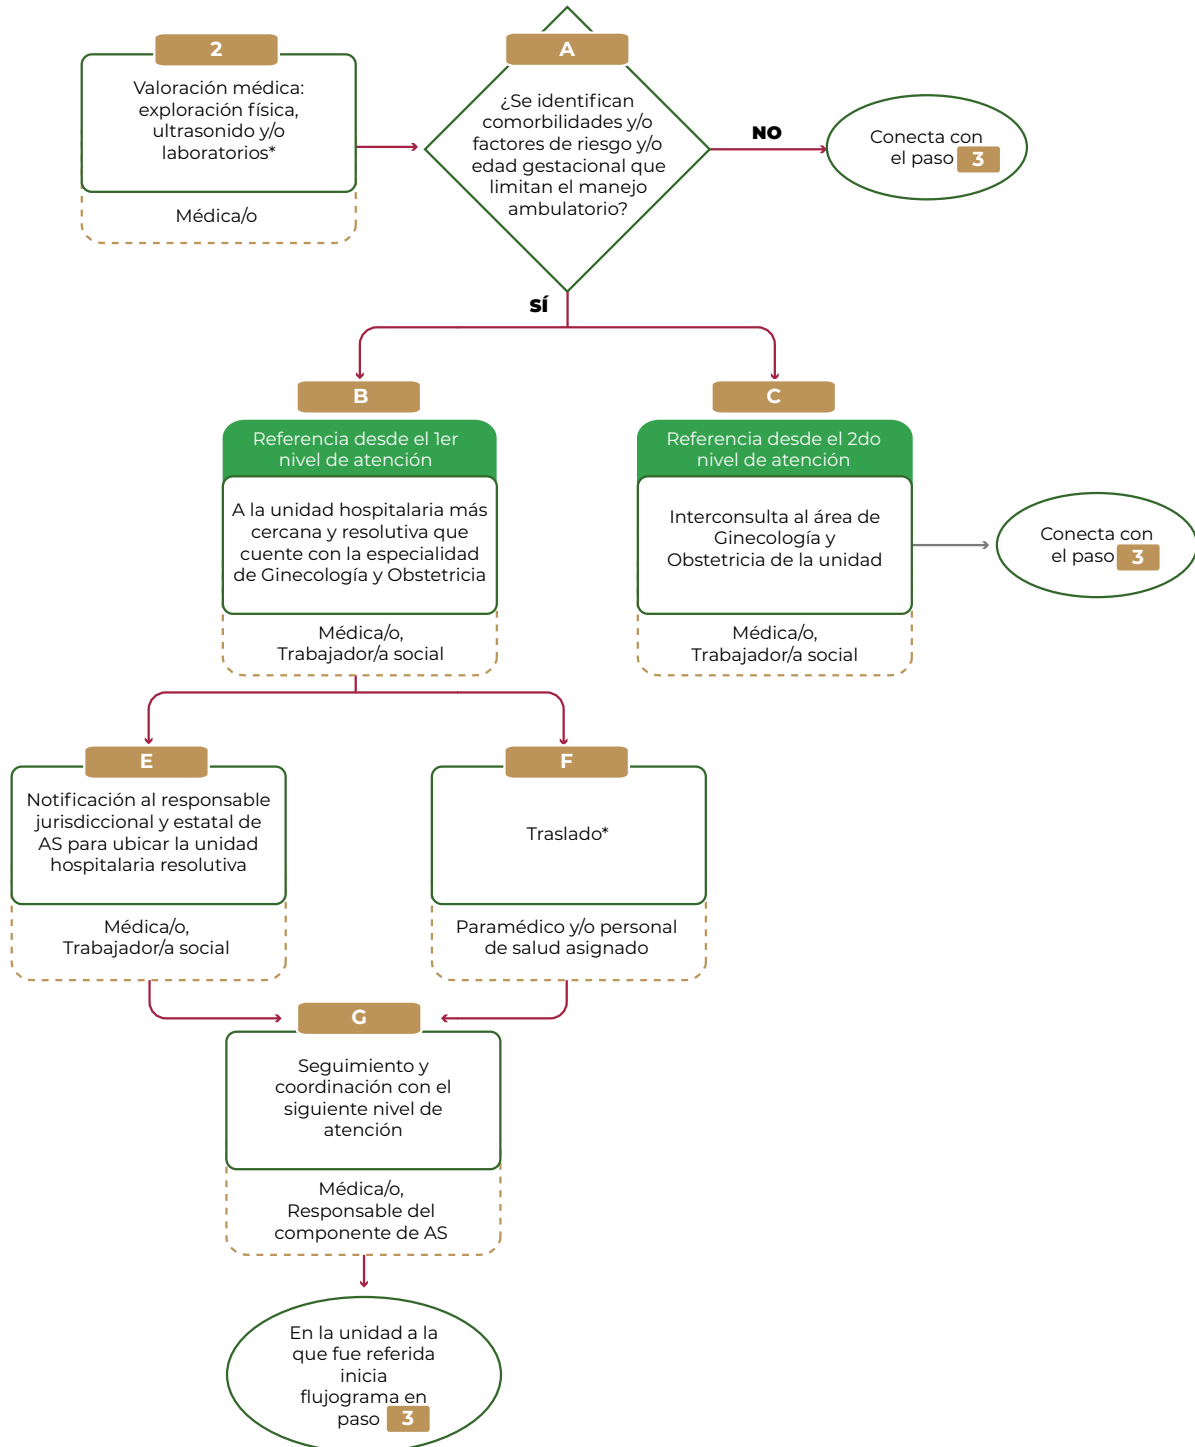 2
Valoración médica:
exploración física,
ultrasonido y/o
laboratorios*
Médica/o
A
¿Se identifican
comorbilidades y/o
factores de riesgo y/o
edad gestacional que
limitan el manejo
ambulatorio?
NO
Conecta con
el paso 3
SÍ
B
Referencia desde el 1er
nivel de atención
A la unidad hospitalaria más
cercana y resolutiva que
cuente con la especialidad
de Ginecología y Obstetricia
Médica/o,
Trabajador/a social
C
Referencia desde el 2do
nivel de atención
Interconsulta al área de
Ginecología y
Obstetricia de la unidad
Médica/o,
Trabajador/a social
Conecta con
el paso 3
E
Notificación al responsable
jurisdiccional y estatal de
AS para ubicar la unidad
hospitalaria resolutiva
Médica/o,
Trabajador/a social
F
Traslado*
Paramédico y/o personal
de salud asignado
G
Seguimiento y
coordinación con el
siguiente nivel de
atención
Médica/o,
Responsable del
componente de AS
En la unidad a la
que fue referida
inicia
flujograma en
paso 3